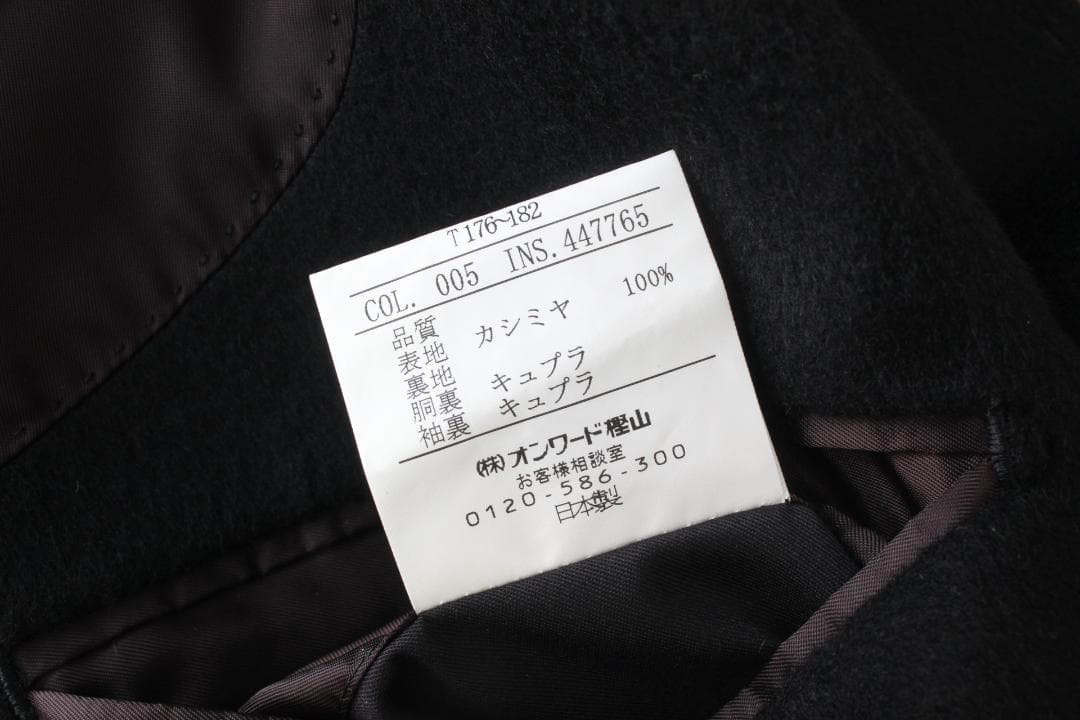 T176~182
COL. 005 INS. 447765
品質
表地 カシミヤ 100%
裏地
胴裏 キュプラ
袖裏 キュプラ
(株)オンワード樫山
お客様相談室
0120-586-300
日本製